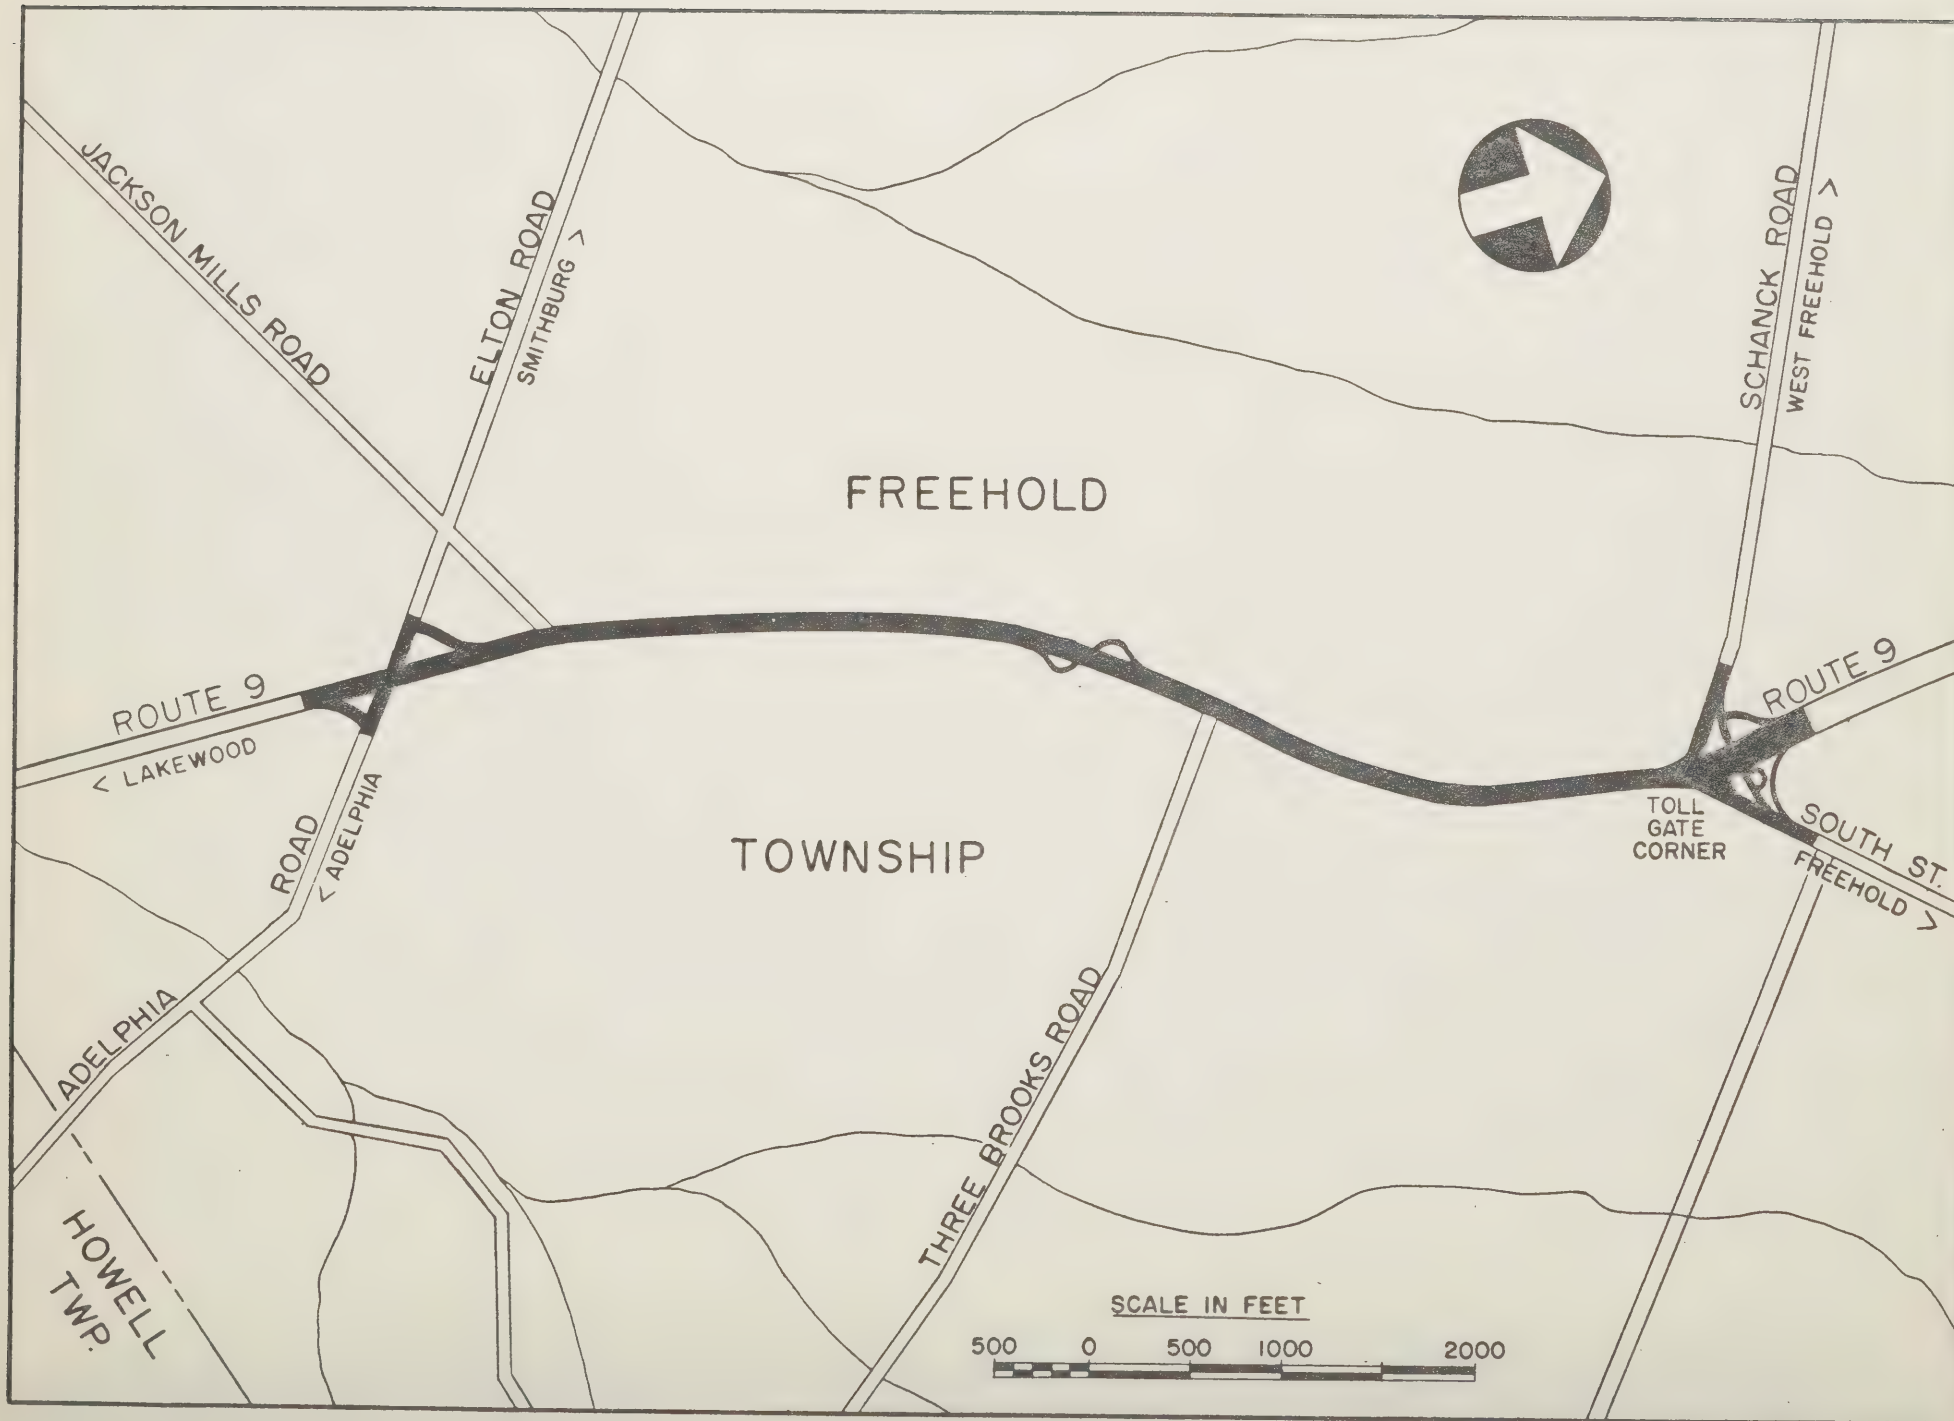 JACKSON MILLS ROAD
ELTON ROAD
SMITHBURG >
SCHANCK ROAD
WEST FREEHOLD >
FREEHOLD
ROUTE 9
< LAKEWOOD
ROUTE 9
TOLL
GATE
CORNER
SOUTH ST.
FREEHOLD >
ROAD
< ADELPHIA
TOWNSHIP
ADELPHIA
THREE BROOKS ROAD
HOWELL
TWP.
SCALE IN FEET
500 0 500 1000 2000